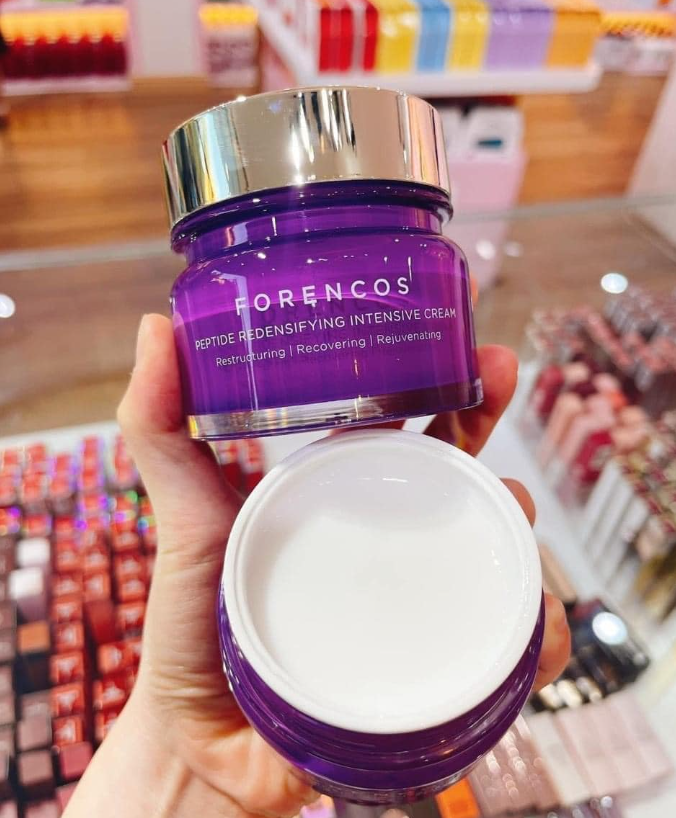 FORENCOS
PEPTIDE REDENSIFYING INTENSIVE CREAM
Restructuring | Recovering | Rejuvenating